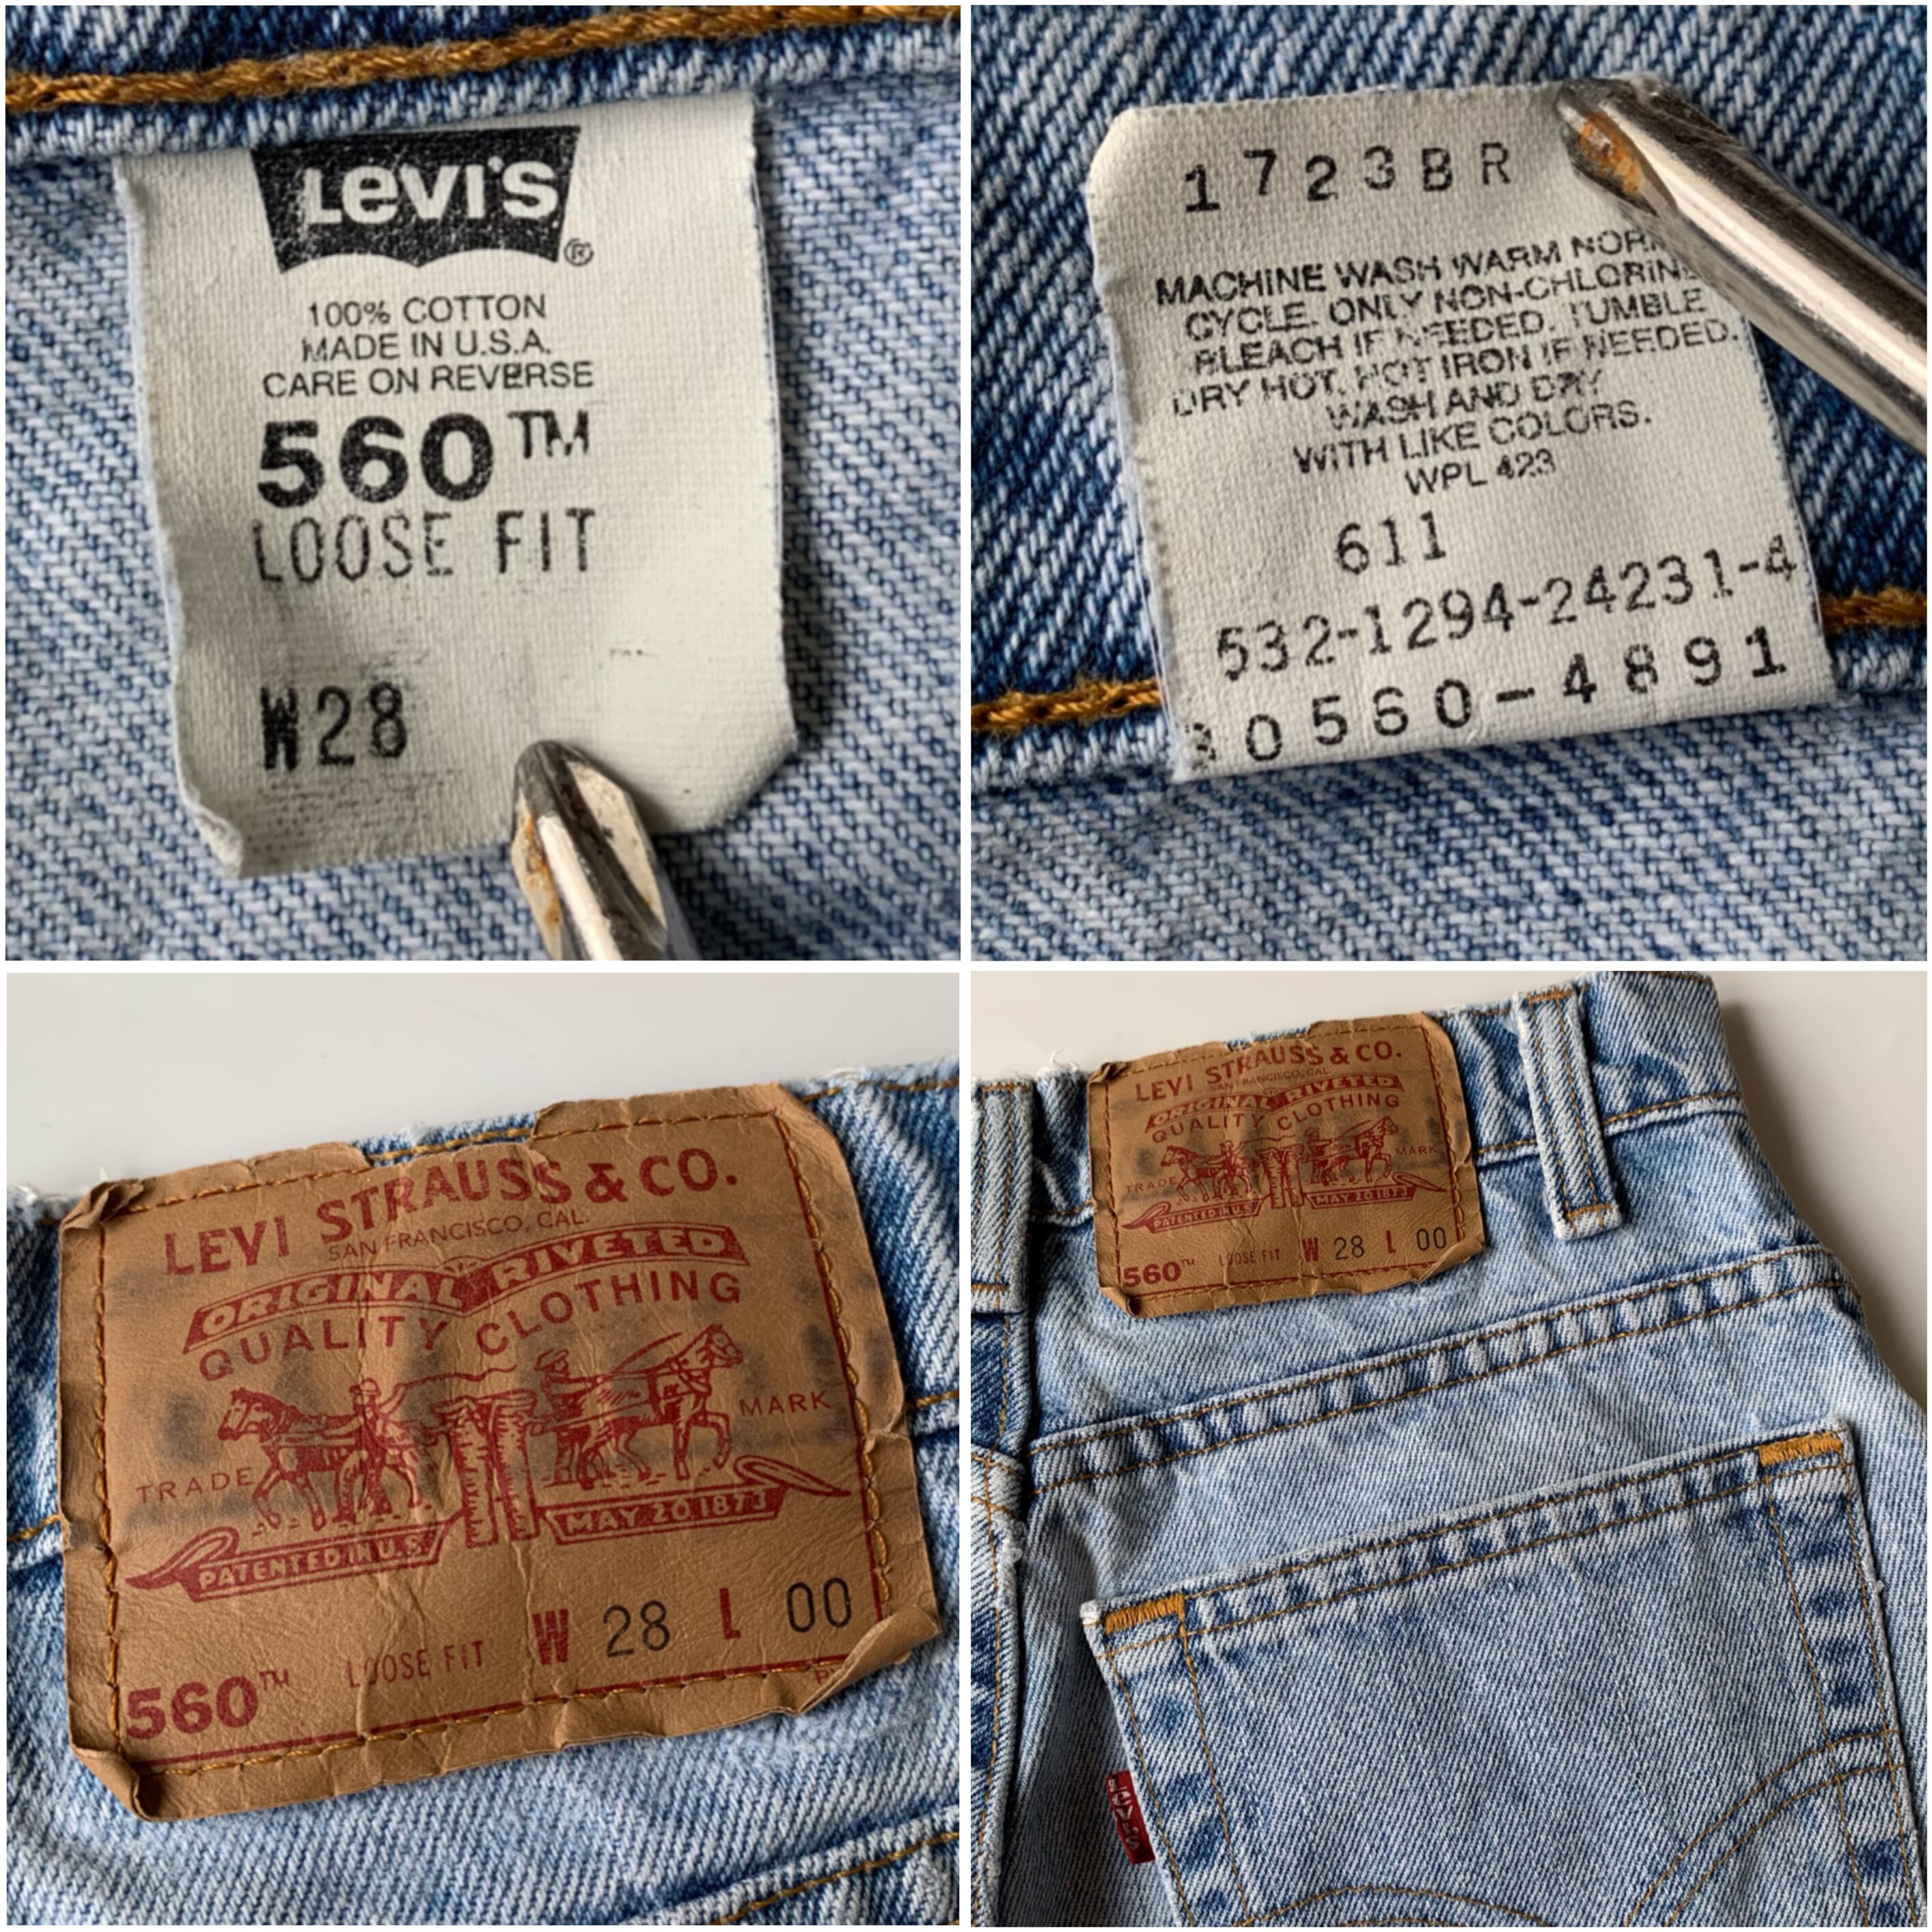 Levi's
®
100% COTTON
MADE IN U.S.A.
CARE ON REVERSE
560™
LOOSE FIT
W28
1723BR
MACHINE WASH WARM
CYCLE. ONLY NON-CHLORINE
BLEACH IF NEEDED. TUMBLE
DRY HOT. HOT IRON IF NEEDED.
WASH AND DRY
WITH LIKE COLORS.
WPL 423
611
532-1294-24231-4
0560-4891
LEVI STRAUSS & CO.
SAN FRANCISCO, CAL.
ORIGINAL RIVETED
QUALITY CLOTHING
TRADE MARK
PATENTED IN U.S. MAY 20 1873
560™ LOOSE FIT W 28 L 00
LEVI STRAUSS & CO.
SAN FRANCISCO, CAL.
ORIGINAL RIVETED
QUALITY CLOTHING
TRADE MARK
PATENTED IN U.S. MAY 20 1873
560™ LOOSE FIT W 28 L 00
LEVI'S